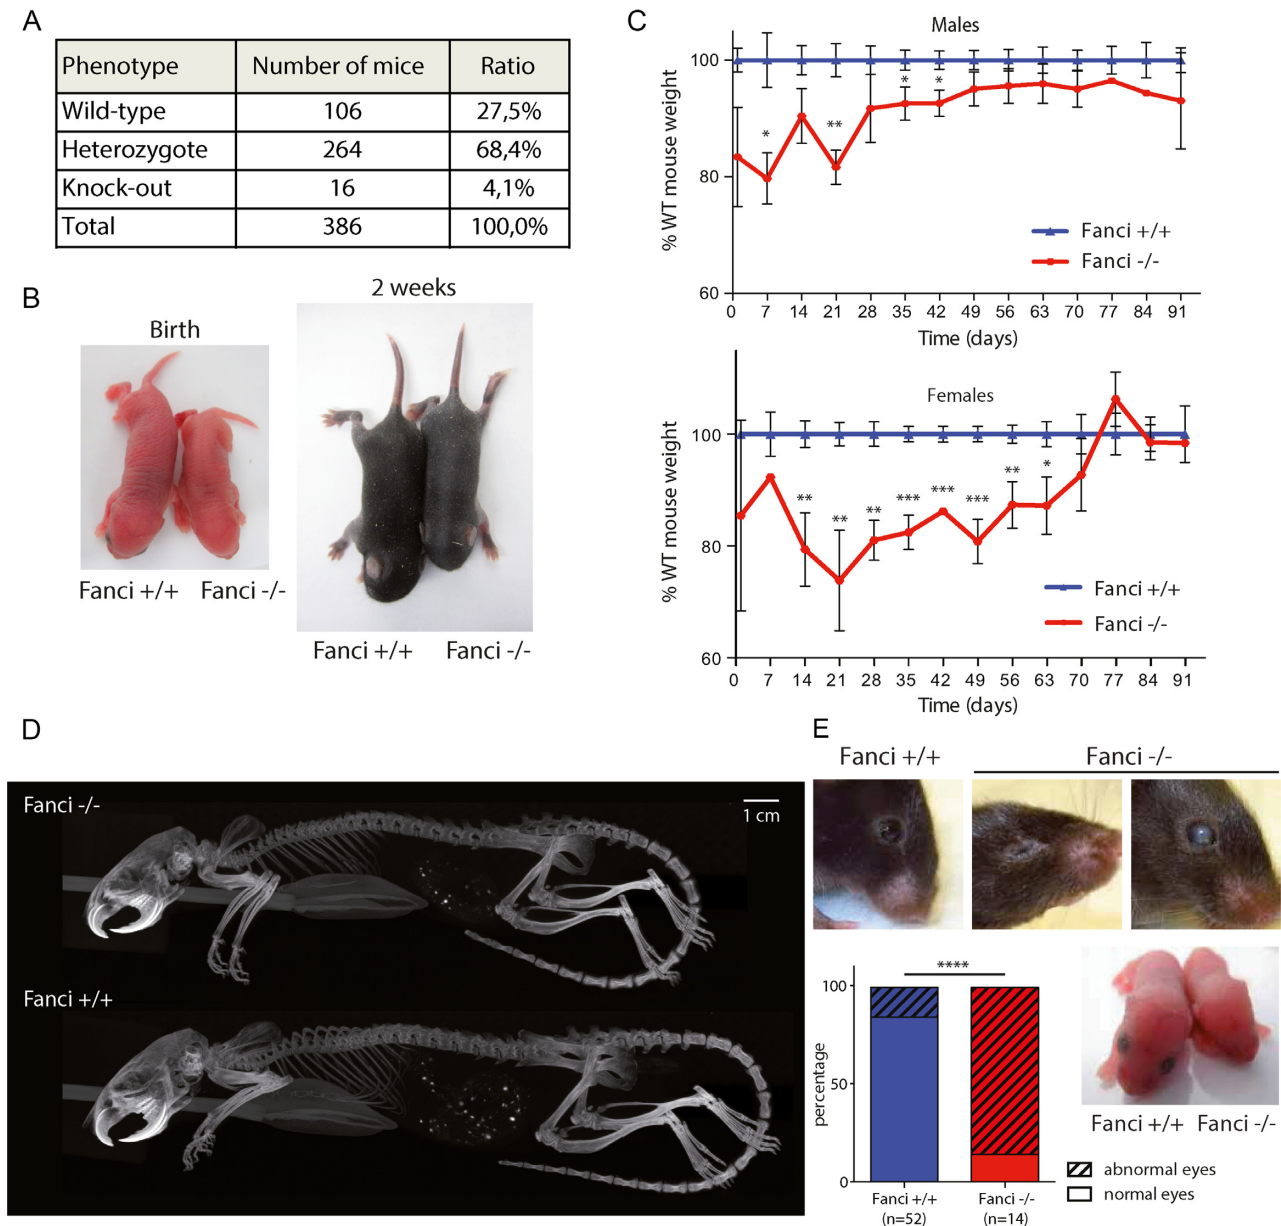 A
Phenotype Number of mice Ratio
Wild-type 106 27,5%
Heterozygote 264 68,4%
Knock-out 16 4,1%
Total 386 100,0%
B
Birth
Fanci +/+ Fanci -/-
2 weeks
Fanci +/+ Fanci -/-
C
Males
% WT mouse weight
100
80
60
* ** * *
Fanci +/+
Fanci -/-
0 7 14 21 28 35 42 49 56 63 70 77 84 91
Time (days)
Females
% WT mouse weight
100
80
60
** ** ** *** *** *** ** *
Fanci +/+
Fanci -/-
0 7 14 21 28 35 42 49 56 63 70 77 84 91
Time (days)
D
Fanci -/-
1 cm
Fanci +/+
E
Fanci +/+ Fanci -/-
percentage
100
50
0
****
Fanci +/+ Fanci -/-
(n=52) (n=14)
Fanci +/+ Fanci -/-
abnormal eyes
normal eyes